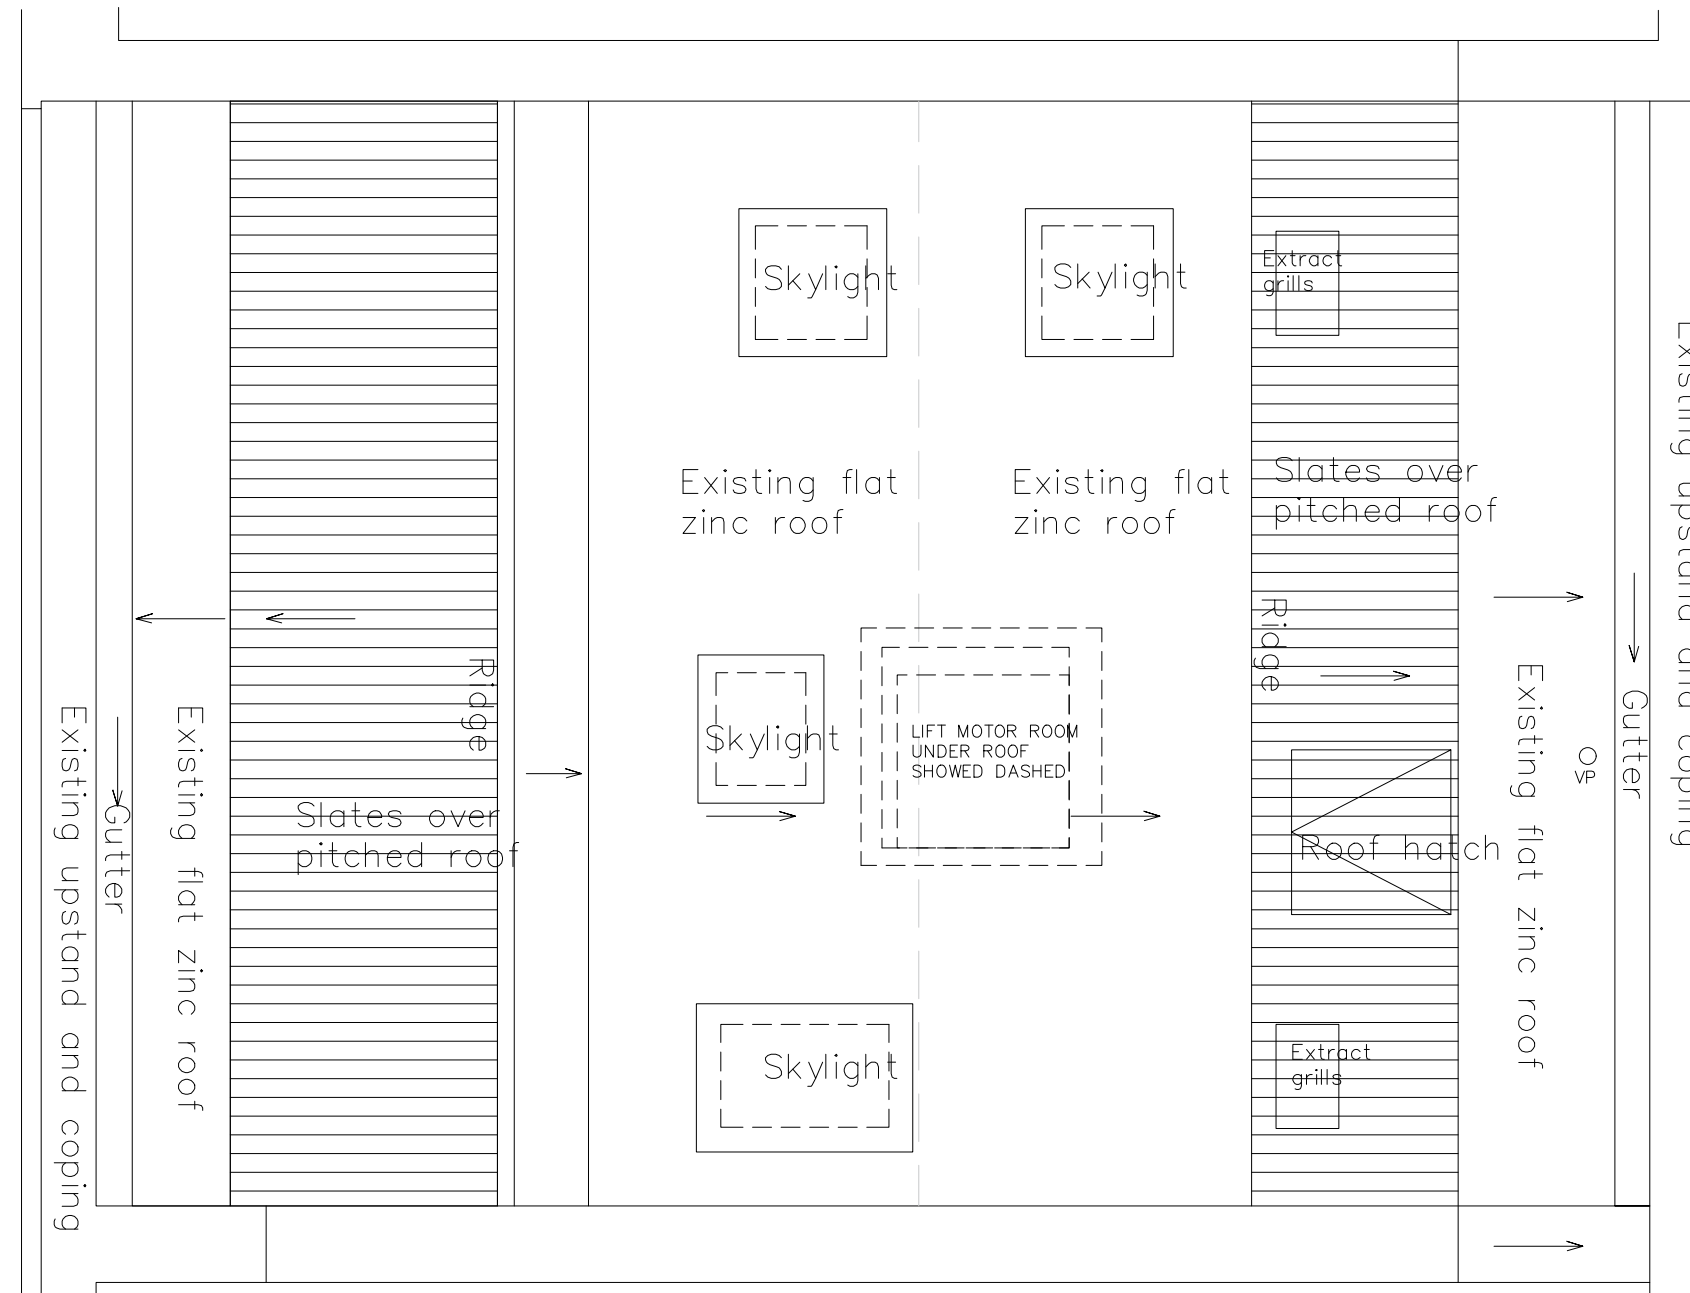 Skylight
Skylight
Extract
grills
Existing flat
zinc roof
Existing flat
zinc roof
Slates over
pitched roof
Existing upstand and coping
Ridge
Ridge
Skylight
LIFT MOTOR ROOM
UNDER ROOF
SHOWED DASHED
Gutter
VP
Existing flat zinc roof
Existing upstand and coping
Gutter
Existing flat zinc roof
Slates over
pitched roof
Roof hatch
Skylight
Extract
grills